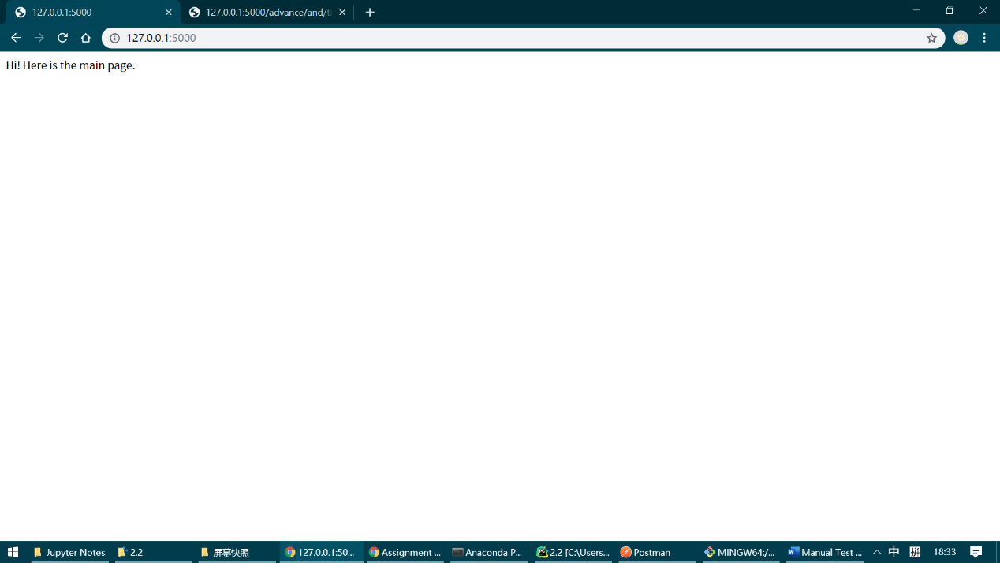 127.0.0.1:5000
127.0.0.1:5000/advance/and/ti
127.0.0.1:5000
Hi! Here is the main page.
Jupyter Notes 2.2 屏幕快照 127.0.0.1:50... Assignment ... Anaconda P... 2.2 [C:\Users... Postman MINGW64:/... Manual Test ... 中 拼 18:33